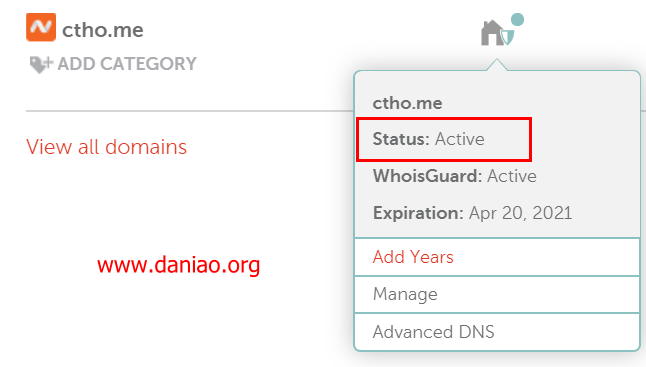 ctho.me
ADD CATEGORY
View all domains
www.daniao.org
ctho.me
Status: Active
WhoisGuard: Active
Expiration: Apr 20, 2021
Add Years
Manage
Advanced DNS